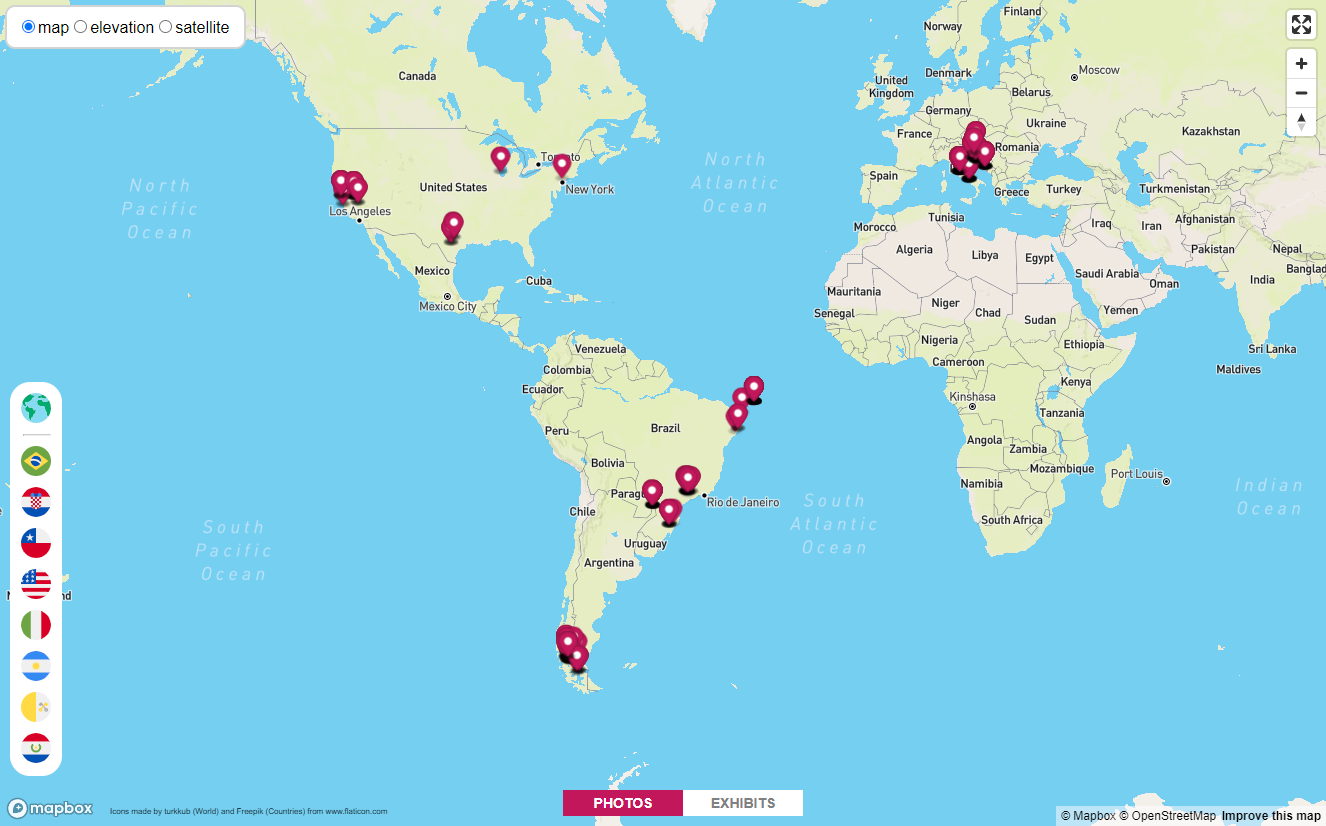 map elevation satellite
Finland
Norway
Moscow
Canada
United
Kingdom
Denmark
Belarus
Germany
Ukraine
France
Kazakhstan
Romania
Toronto
North
Atlantic
Ocean
Spain
Greece
Turkey
Turkmenistan
North
Pacific
Ocean
United States
New York
Los Angeles
Tunisia
Morocco
Iraq
Iran
Afghanistan
Algeria
Libya
Egypt
Pakistan
Nepal
Saudi Arabia
Banglad
Mexico
Cuba
India
Oman
Mauritania
Mexico City
Niger
Chad
Yemen
Senegal
Sudan
Nigeria
Ethiopia
Venezuela
Sri Lanka
Colombia
Cameroon
Maldives
Ecuador
Kenya
Kinshasa
Tanzania
Peru
Brazil
Angola
Zambia
Bolivia
Mozambique
Port Louis
Namibia
Indian
Ocean
Parag
Rio de Janeiro
Chile
South
Atlantic
Ocean
South Africa
South
Pacific
Ocean
Uruguay
Argentina
nd
mapbox
Icons made by turkkub (World) and Freepik (Countries) from www.flaticon.com
PHOTOS EXHIBITS
© Mapbox © OpenStreetMap Improve this map